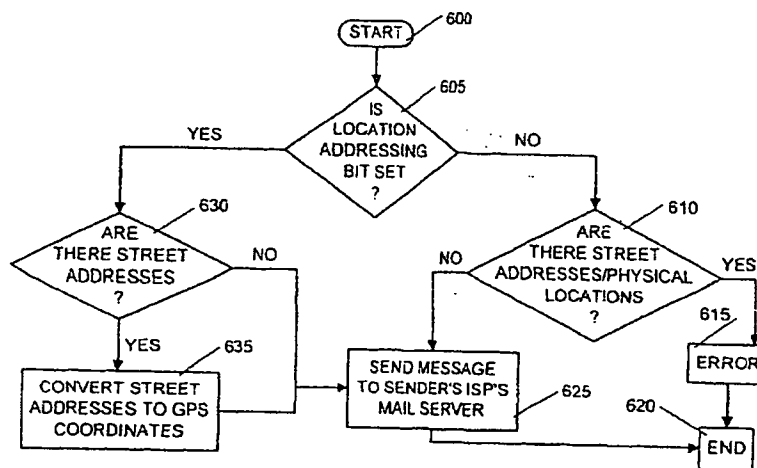 START
600
605
IS
LOCATION
ADDRESSING
BIT SET
?
YES
NO
630
ARE
THERE STREET
ADDRESSES
?
NO
YES
610
ARE
THERE STREET
ADDRESSES/PHYSICAL
LOCATIONS
?
NO
YES
635
CONVERT STREET
ADDRESSES TO GPS
COORDINATES
SEND MESSAGE
TO SENDER'S ISP'S
MAIL SERVER
625
615
ERROR
620
END